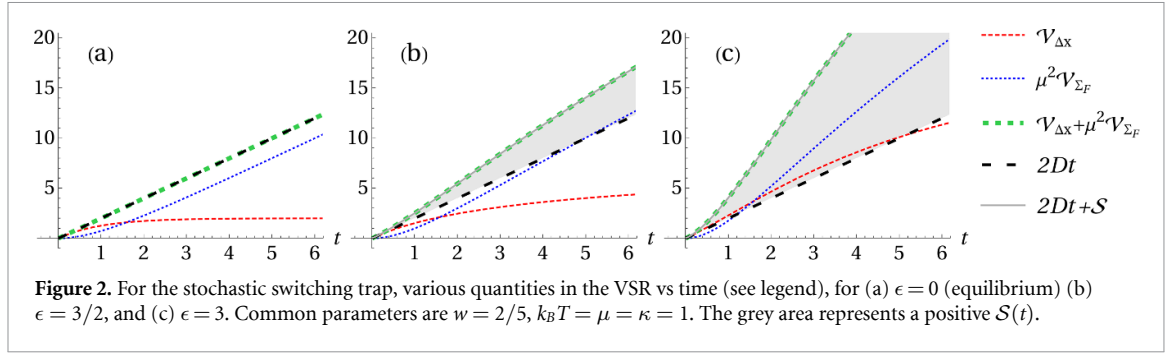 20
15
10
5
(a)
1 2 3 4 5 6 t
20
15
10
5
(b)
1 2 3 4 5 6 t
20
15
10
5
(c)
1 2 3 4 5 6 t
𝒱Δx
μ²𝒱Σ_F
𝒱Δx+μ²𝒱Σ_F
2Dt
2Dt+𝒮
Figure 2. For the stochastic switching trap, various quantities in the VSR vs time (see legend), for (a) ϵ = 0 (equilibrium) (b)
ϵ = 3/2, and (c) ϵ = 3. Common parameters are w = 2/5, k_BT = μ = κ = 1. The grey area represents a positive 𝒮(t).